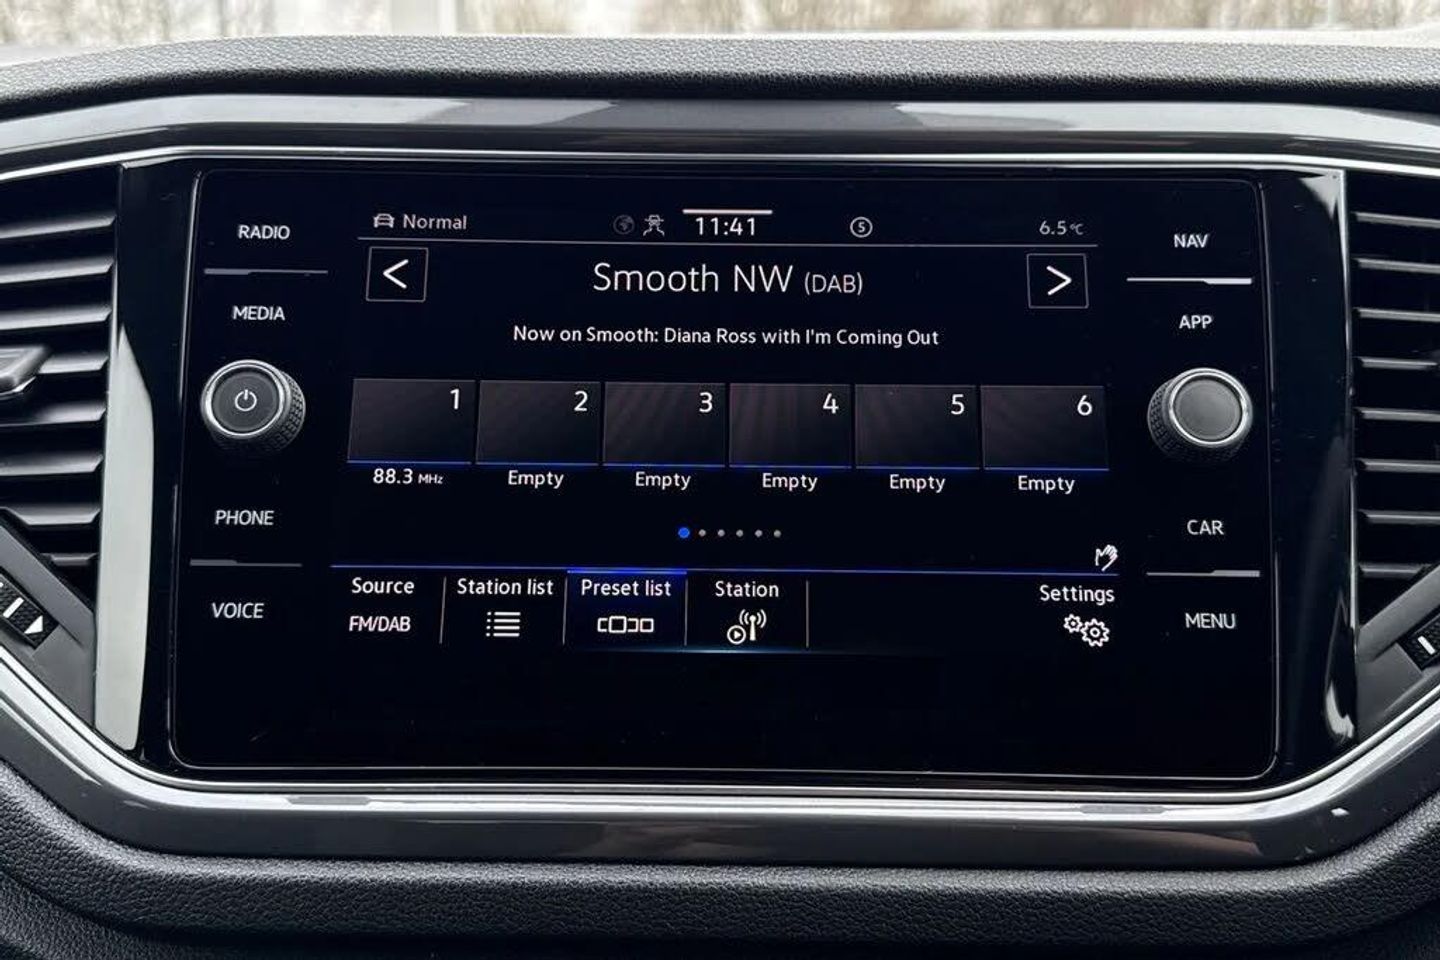 RADIO
MEDIA
PHONE
VOICE
Normal
11:41
5
6.5°C
< Smooth NW (DAB) >
Now on Smooth: Diana Ross with I'm Coming Out
1 2 3 4 5 6
88.3 MHz Empty Empty Empty Empty Empty
Source Station list Preset list Station Settings
FM/DAB
NAV
APP
CAR
MENU